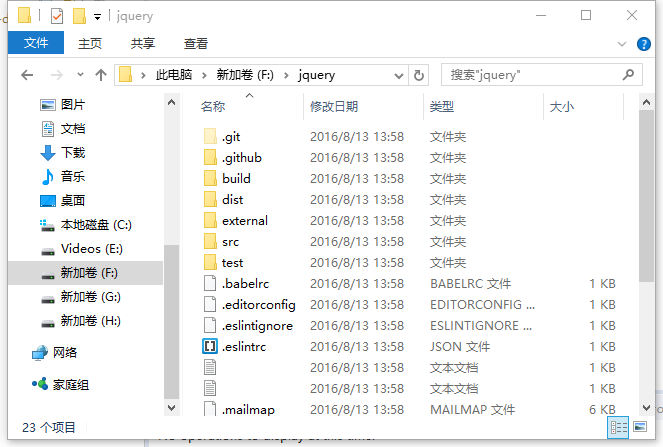 jquery
文件 主页 共享 查看
此电脑 新加卷 (F:) jquery 搜索"jquery"
图片
文档
下载
音乐
桌面
本地磁盘 (C:)
Videos (E:)
新加卷 (F:)
新加卷 (G:)
新加卷 (H:)
网络
家庭组
名称 修改日期 类型 大小
.git 2016/8/13 13:58 文件夹
.github 2016/8/13 13:58 文件夹
build 2016/8/13 13:58 文件夹
dist 2016/8/13 13:58 文件夹
external 2016/8/13 13:58 文件夹
src 2016/8/13 13:58 文件夹
test 2016/8/13 13:58 文件夹
.babelrc 2016/8/13 13:58 BABELRC 文件 1 KB
.editorconfig 2016/8/13 13:58 EDITORCONFIG ... 1 KB
.eslintignore 2016/8/13 13:58 ESLINTIGNORE ... 1 KB
.eslintrc 2016/8/13 13:58 JSON 文件 1 KB
2016/8/13 13:58 文本文档 1 KB
2016/8/13 13:58 文本文档 1 KB
.mailmap 2016/8/13 13:58 MAILMAP 文件 6 KB
23 个项目